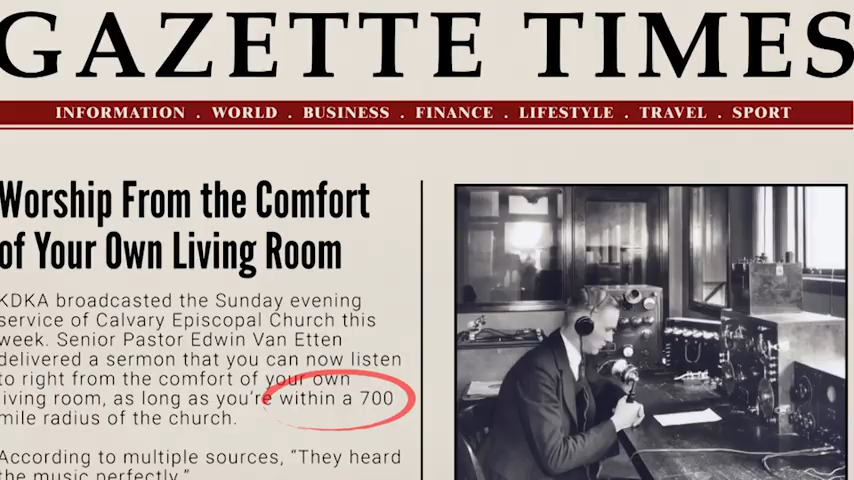 GAZETTE TIMES
INFORMATION . WORLD . BUSINESS . FINANCE . LIFESTYLE . TRAVEL . SPORT
Worship From the Comfort
of Your Own Living Room
KDKA broadcasted the Sunday evening
service of Calvary Episcopal Church this
week. Senior Pastor Edwin Van Etten
delivered a sermon that you can now listen
to right from the comfort of your own
living room, as long as you're within a 700
mile radius of the church.
According to multiple sources, “They heard
the music perfectly.”